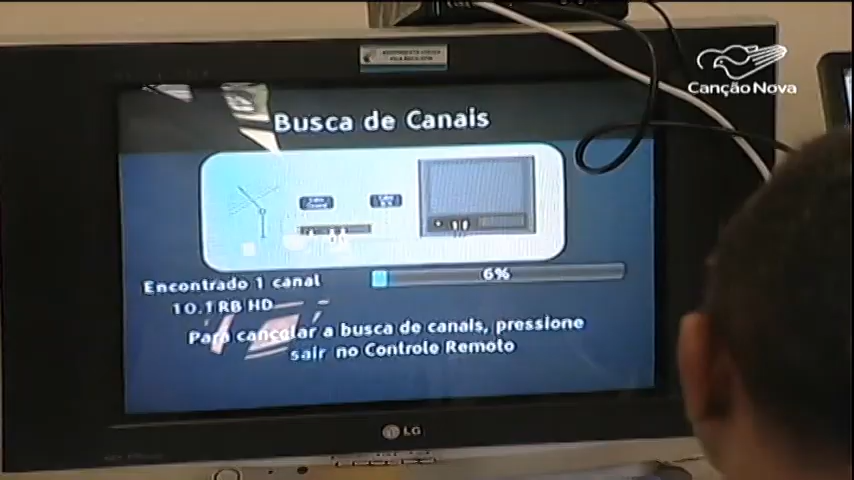 Canção Nova
Busca de Canais
Encontrado 1 canal
6%
10.1 RB HD
Para cancelar a busca de canais, pressione
sair no Controle Remoto
LG